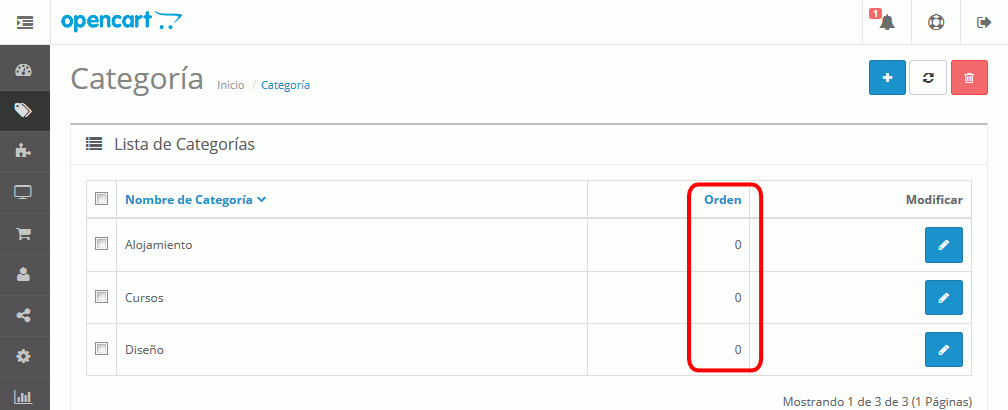 opencart
1
Categoría Inicio / Categoría
Lista de Categorías
Nombre de Categoría Orden Modificar
Alojamiento 0
Cursos 0
Diseño 0
Mostrando 1 de 3 de 3 (1 Páginas)